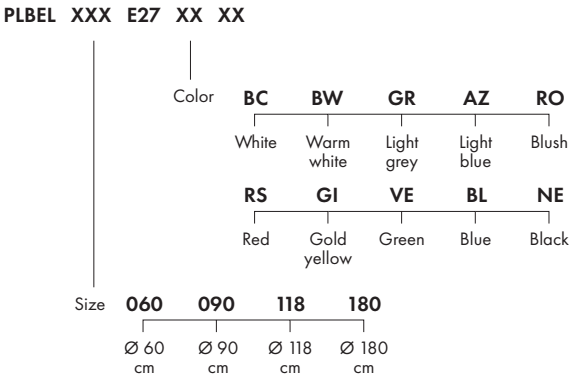 PLBEL XXX E27 XX XX
Color BC BW GR AZ RO
White Warm white Light grey Light blue Blush
RS GI VE BL NE
Red Gold yellow Green Blue Black
Size 060 090 118 180
Ø 60 cm Ø 90 cm Ø 118 cm Ø 180 cm